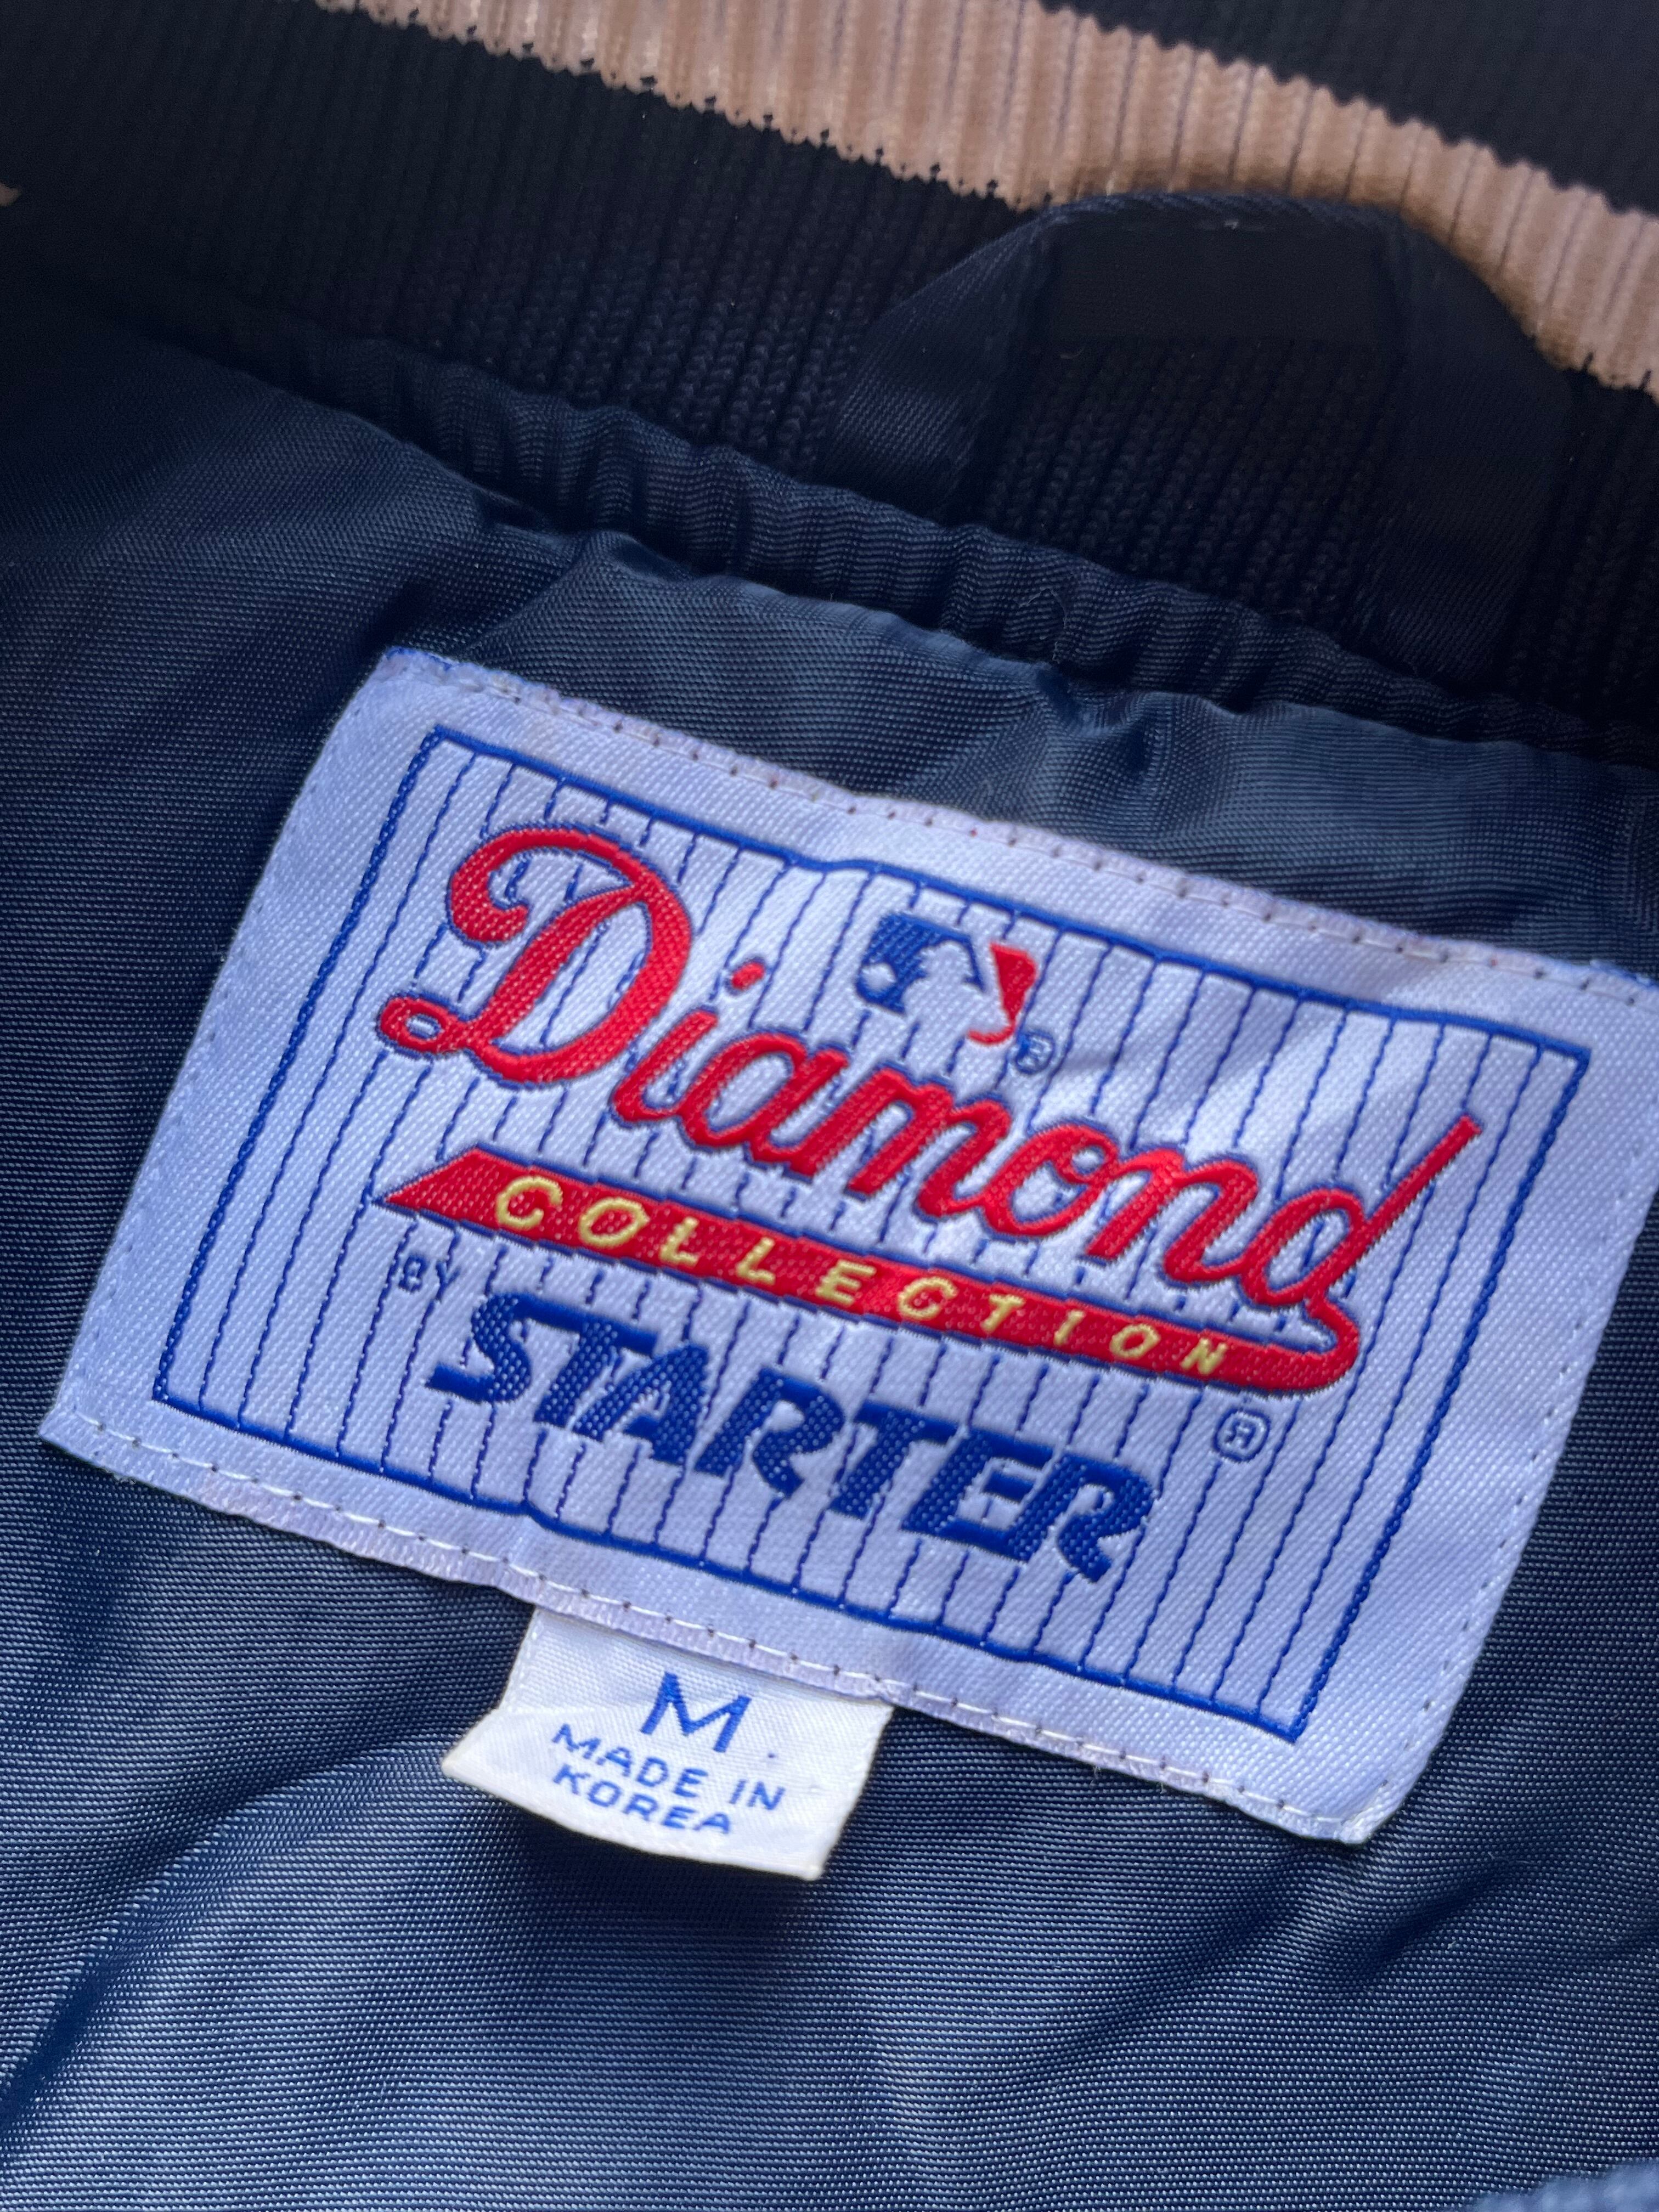 Diamond
®
COLLECTION
BY
STARTER ®
M
MADE IN
KOREA